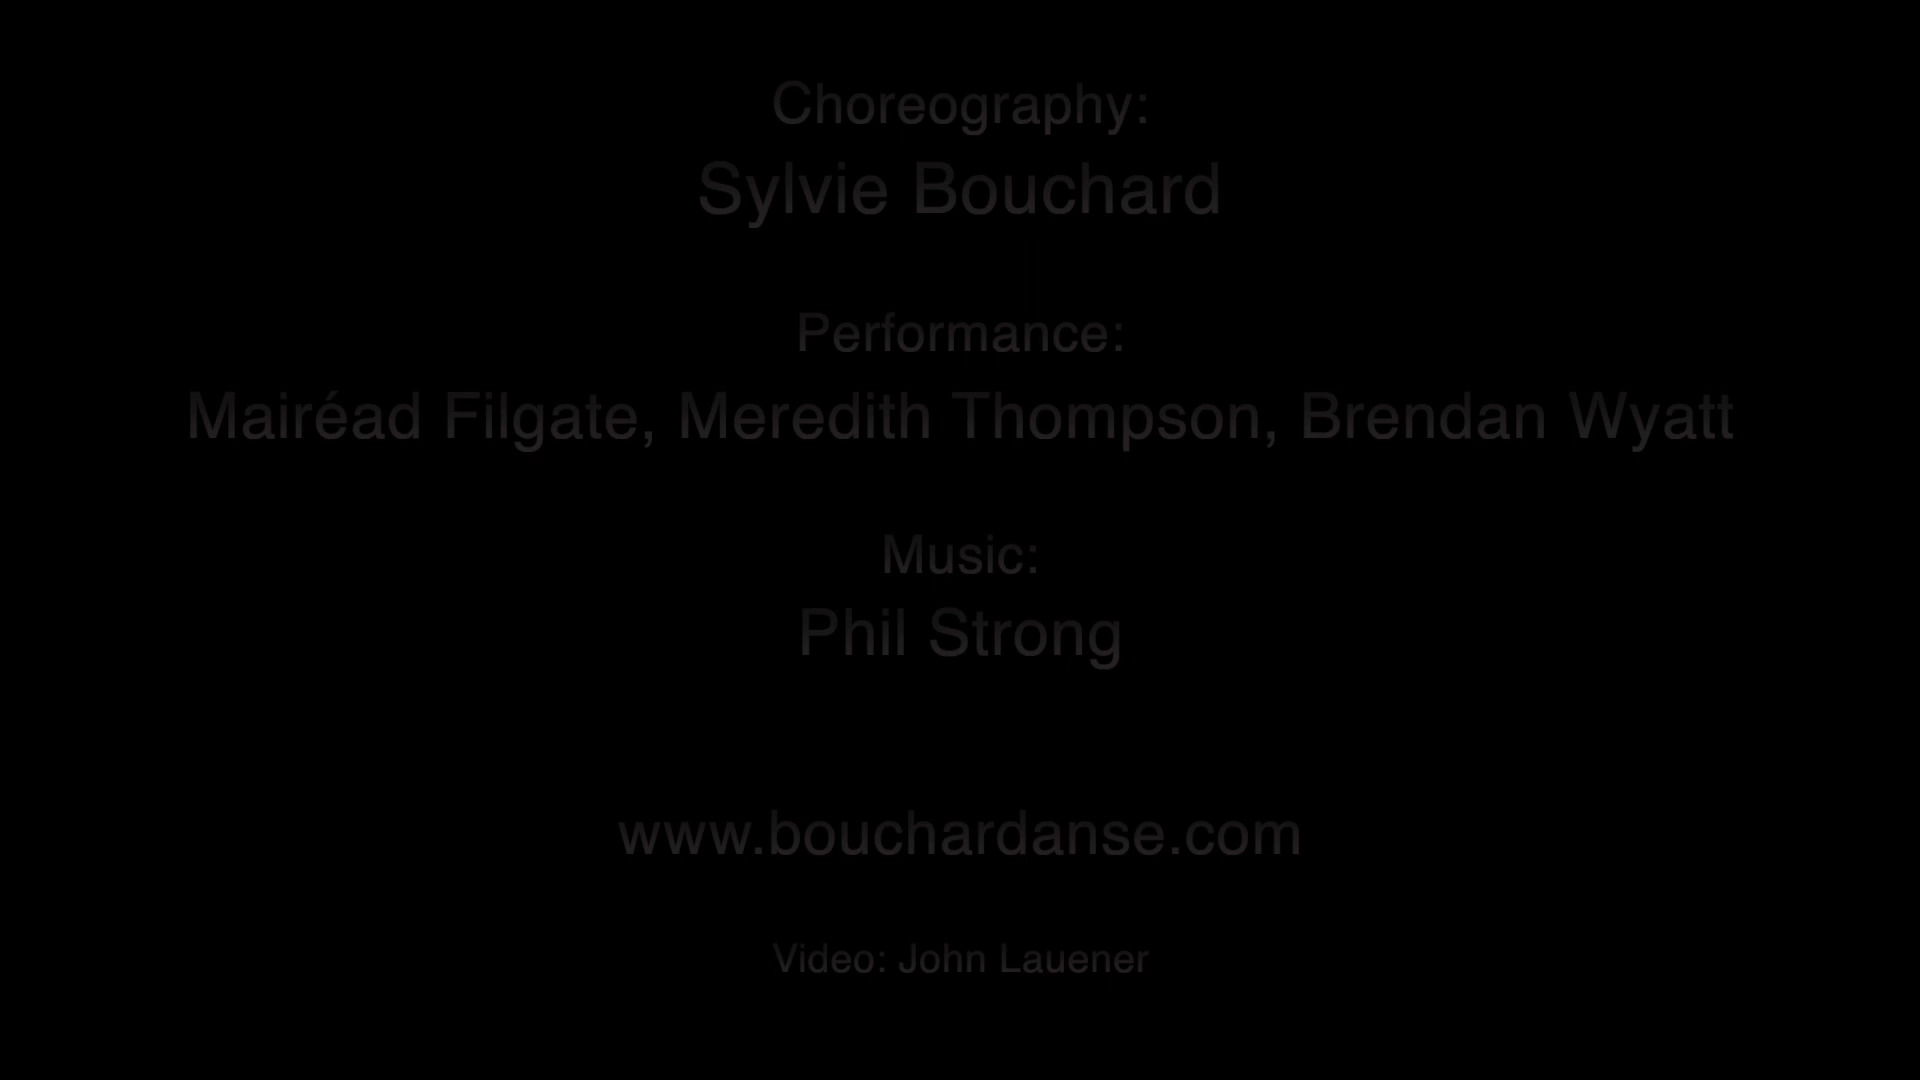 Choreography:
Sylvie Bouchard
Performance:
Mairéad Filgate, Meredith Thompson, Brendan Wyatt
Music:
Phil Strong
www.bouchardanse.com
Video: John Lauener